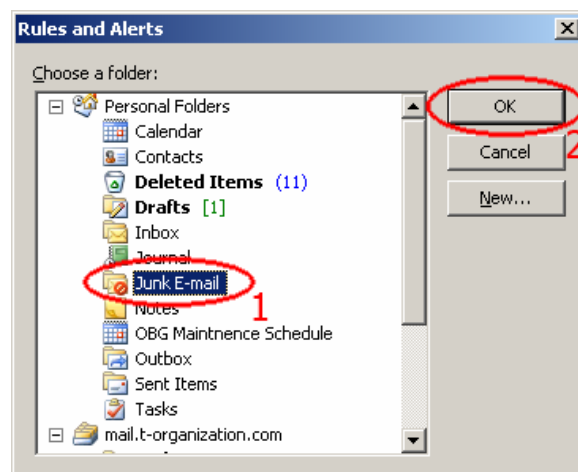 Rules and Alerts
Choose a folder:
Personal Folders
Calendar
Contacts
Deleted Items (11)
Drafts [1]
Inbox
Journal
Junk E-mail
1
Notes
OBG Maintnence Schedule
Outbox
Sent Items
Tasks
mail.t-organization.com
OK
2
Cancel
New...